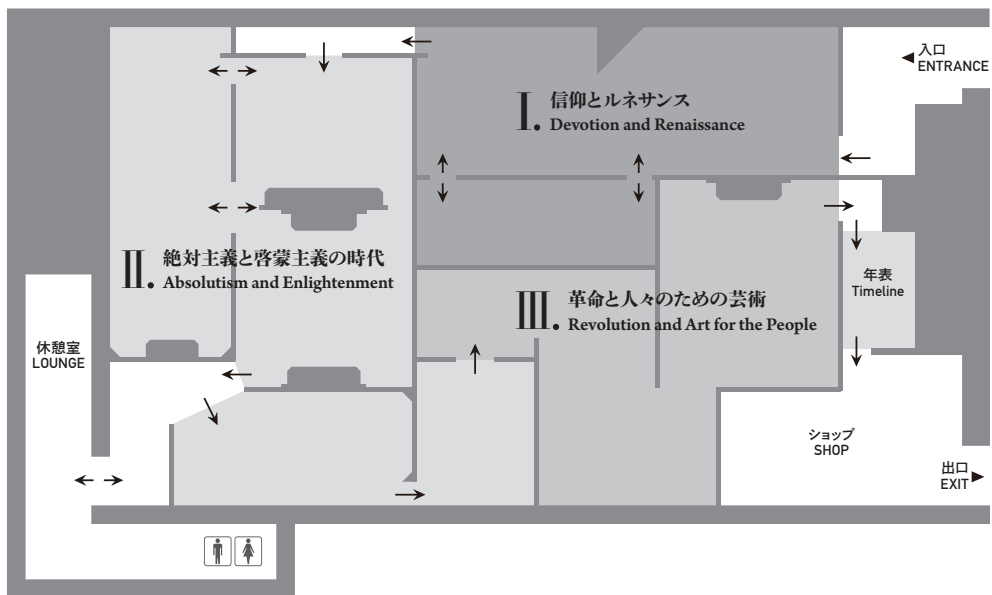 入口
ENTRANCE
I. 信仰とルネサンス
Devotion and Renaissance
II. 絶対主義と啓蒙主義の時代
Absolutism and Enlightenment
III. 革命と人々のための芸術
Revolution and Art for the People
年表
Timeline
休憩室
LOUNGE
ショップ
SHOP
出口
EXIT